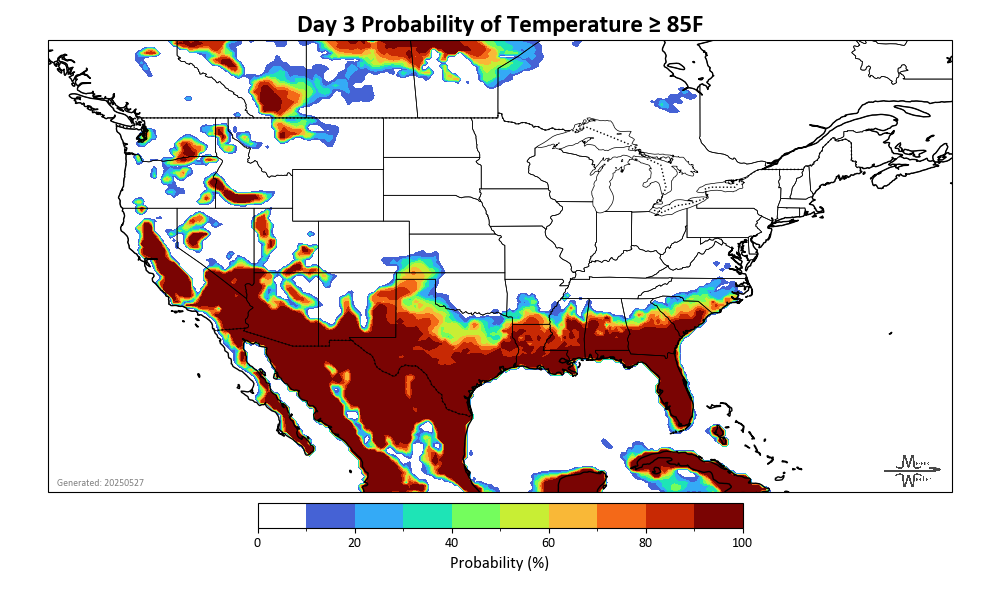 Day 3 Probability of Temperature ≥ 85F
Generated: 20250527
0 20 40 60 80 100
Probability (%)